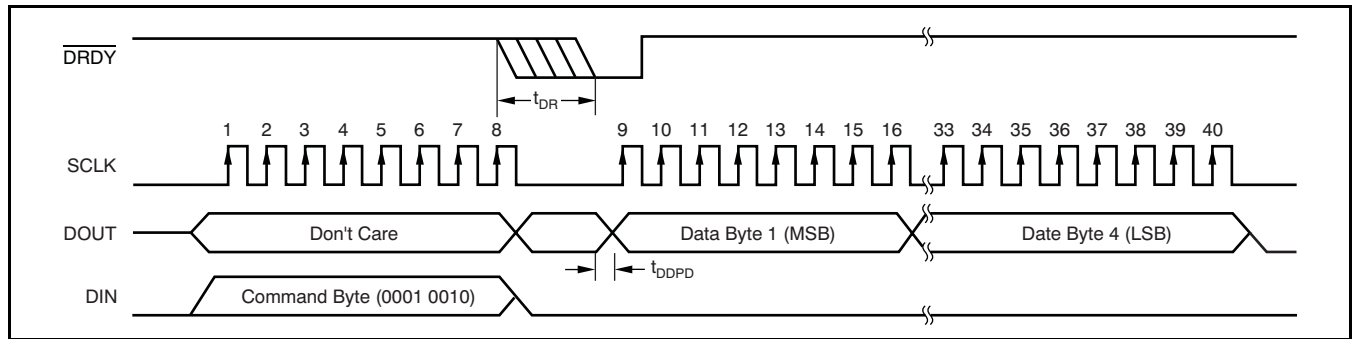 DRDY
tDR
1 2 3 4 5 6 7 8 9 10 11 12 13 14 15 16 33 34 35 36 37 38 39 40
SCLK
DOUT Don't Care Data Byte 1 (MSB) Date Byte 4 (LSB)
tDDPD
DIN Command Byte (0001 0010)